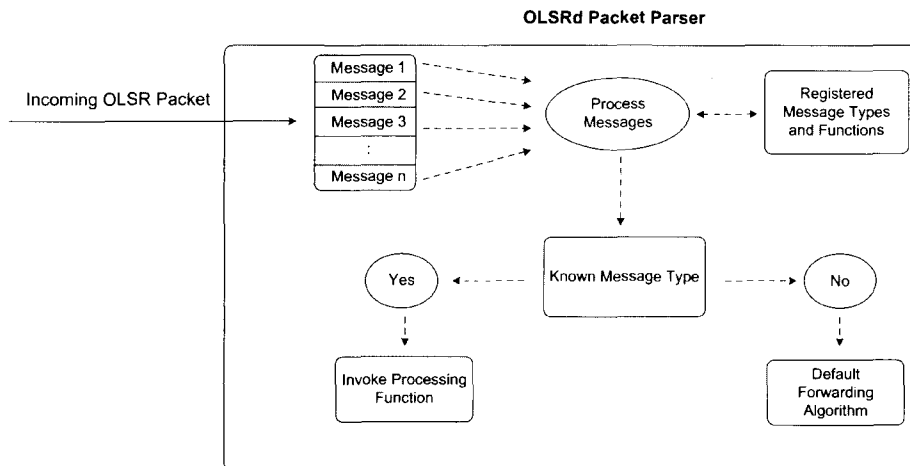 OLSRd Packet Parser
Incoming OLSR Packet
Message 1
Message 2
Message 3
:
Message n
Process
Messages
Registered
Message Types
and Functions
Yes
Known Message Type
No
Invoke Processing
Function
Default
Forwarding
Algorithm